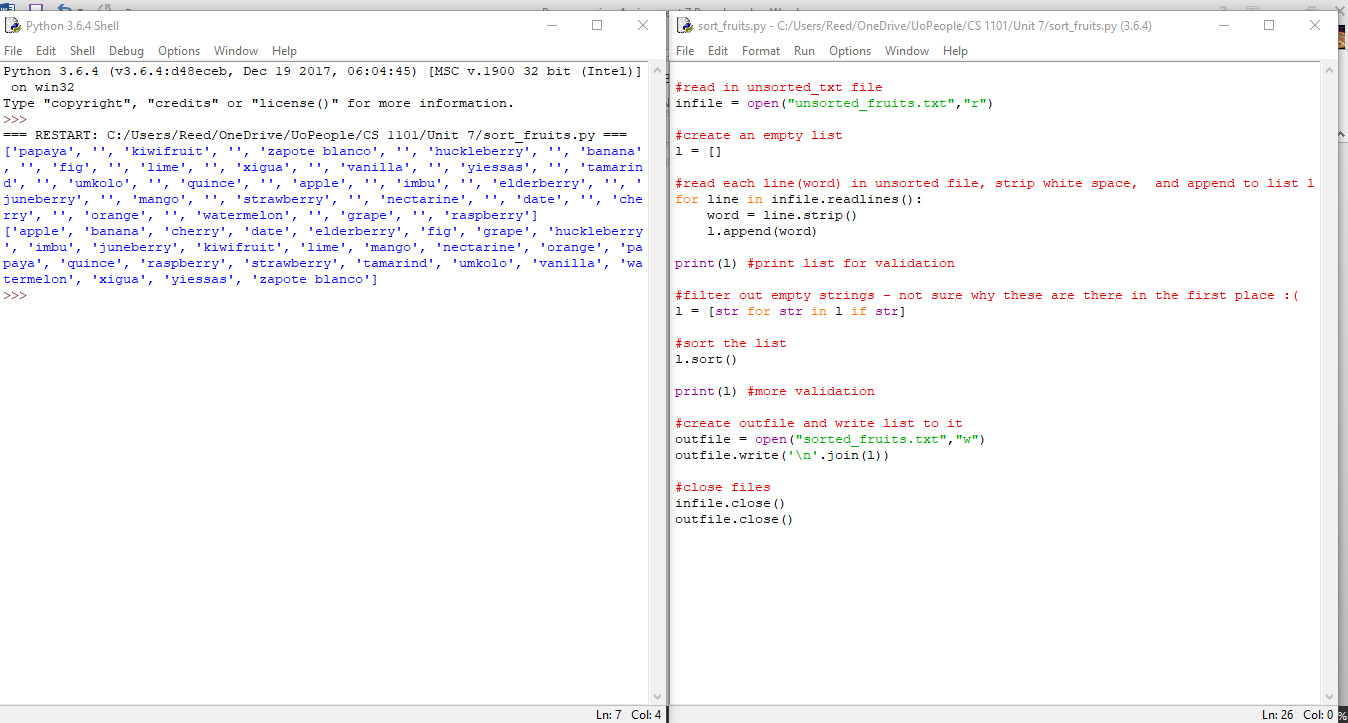 Python 3.6.4 Shell
File Edit Shell Debug Options Window Help
Python 3.6.4 (v3.6.4:d48eceb, Dec 19 2017, 06:04:45) [MSC v.1900 32 bit (Intel)]
 on win32
Type "copyright", "credits" or "license()" for more information.
>>>
=== RESTART: C:/Users/Reed/OneDrive/UoPeople/CS 1101/Unit 7/sort_fruits.py ===
['papaya', '', 'kiwifruit', '', 'zapote blanco', '', 'huckleberry', '', 'banana'
, '', 'fig', '', 'lime', '', 'xigua', '', 'vanilla', '', 'yiessas', '', 'tamarin
d', '', 'umkolo', '', 'quince', '', 'apple', '', 'imbu', '', 'elderberry', '', '
juneberry', '', 'mango', '', 'strawberry', '', 'nectarine', '', 'date', '', 'che
rry', '', 'orange', '', 'watermelon', '', 'grape', '', 'raspberry']
['apple', 'banana', 'cherry', 'date', 'elderberry', 'fig', 'grape', 'huckleberry
', 'imbu', 'juneberry', 'kiwifruit', 'lime', 'mango', 'nectarine', 'orange', 'pa
paya', 'quince', 'raspberry', 'strawberry', 'tamarind', 'umkolo', 'vanilla', 'wa
termelon', 'xigua', 'yiessas', 'zapote blanco']
>>>
Ln: 7 Col: 4
sort_fruits.py - C:/Users/Reed/OneDrive/UoPeople/CS 1101/Unit 7/sort_fruits.py (3.6.4)
File Edit Format Run Options Window Help
#read in unsorted_txt file
infile = open("unsorted_fruits.txt","r")
#create an empty list
l = []
#read each line(word) in unsorted file, strip white space,  and append to list l
for line in infile.readlines():
    word = line.strip()
    l.append(word)
print(l) #print list for validation
#filter out empty strings - not sure why these are there in the first place :(
l = [str for str in l if str]
#sort the list
l.sort()
print(l) #more validation
#create outfile and write list to it
outfile = open("sorted_fruits.txt","w")
outfile.write('\n'.join(l))
#close files
infile.close()
outfile.close()
Ln: 26 Col: 0
%